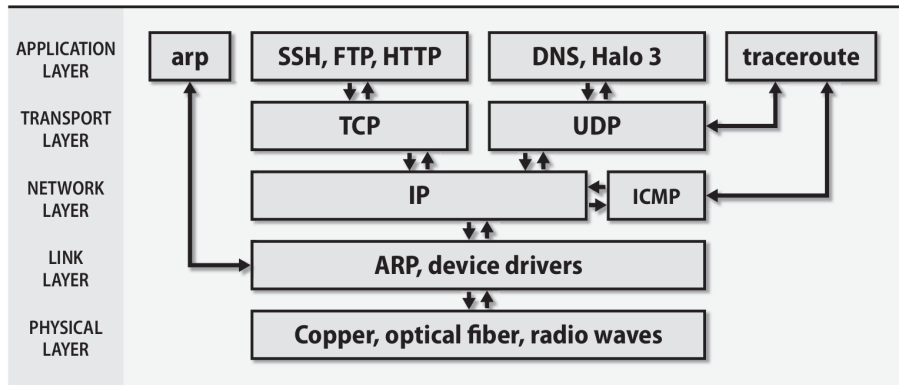 APPLICATION
LAYER
arp
SSH, FTP, HTTP
DNS, Halo 3
traceroute
TRANSPORT
LAYER
TCP
UDP
NETWORK
LAYER
IP
ICMP
LINK
LAYER
ARP, device drivers
PHYSICAL
LAYER
Copper, optical fiber, radio waves